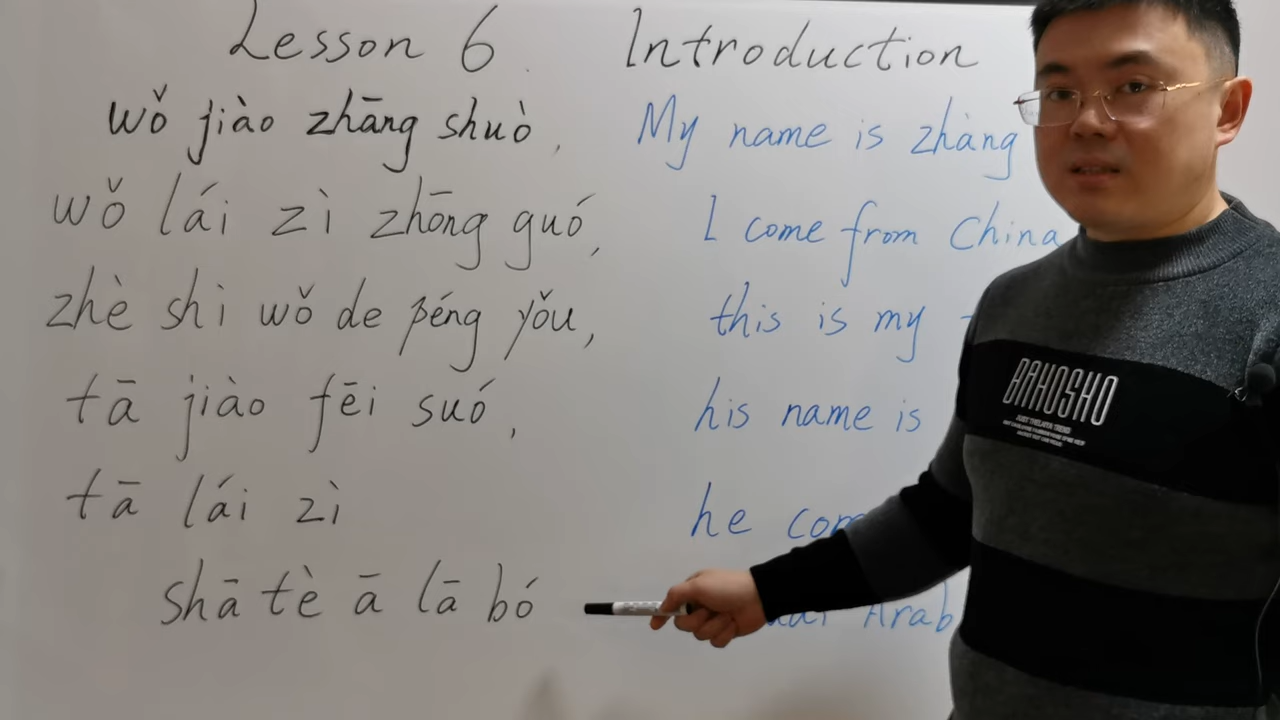 Lesson 6. Introduction
wǒ jiào zhāng shuò, My name is zhàng
wǒ lái zì zhōng guó, I come from China
zhè shi wǒ de péng yǒu, this is my
tā jiào fēi suó, his name is
tā lái zì he com
shā tè ā lā bó Arab
AAHOSHO